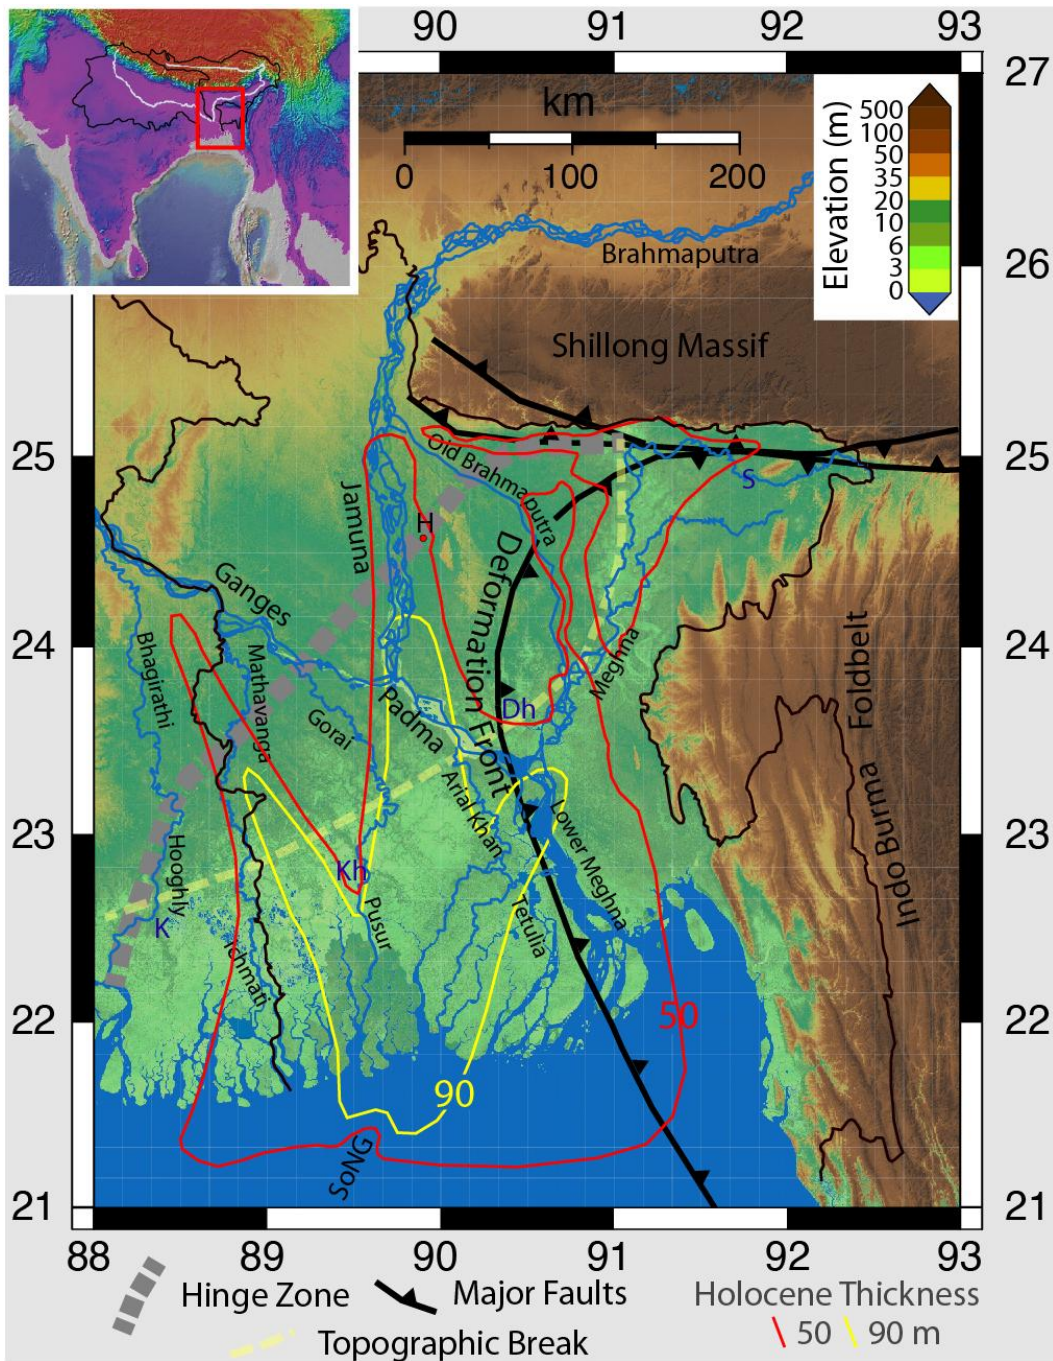 90
91
92
93
27
26
25
24
23
22
21
km
0
100
200
Elevation (m)
500
100
50
35
20
10
6
3
0
Brahmaputra
Shillong Massif
26
25
24
23
22
21
Old Brahmaputra
S
Jamuna
H
Deformation Front
Ganges
Bhagirathi
Mathavanga
Gorai
Padma
Dh
Meghna
Indo Burma Foldbelt
Arial Khan
Lower Meghna
Kh
Hooghly
K
Ichmati
Pusur
Tetulia
50
90
SoNG
88
89
90
91
92
93
Hinge Zone
Major Faults
Topographic Break
Holocene Thickness
50
90 m